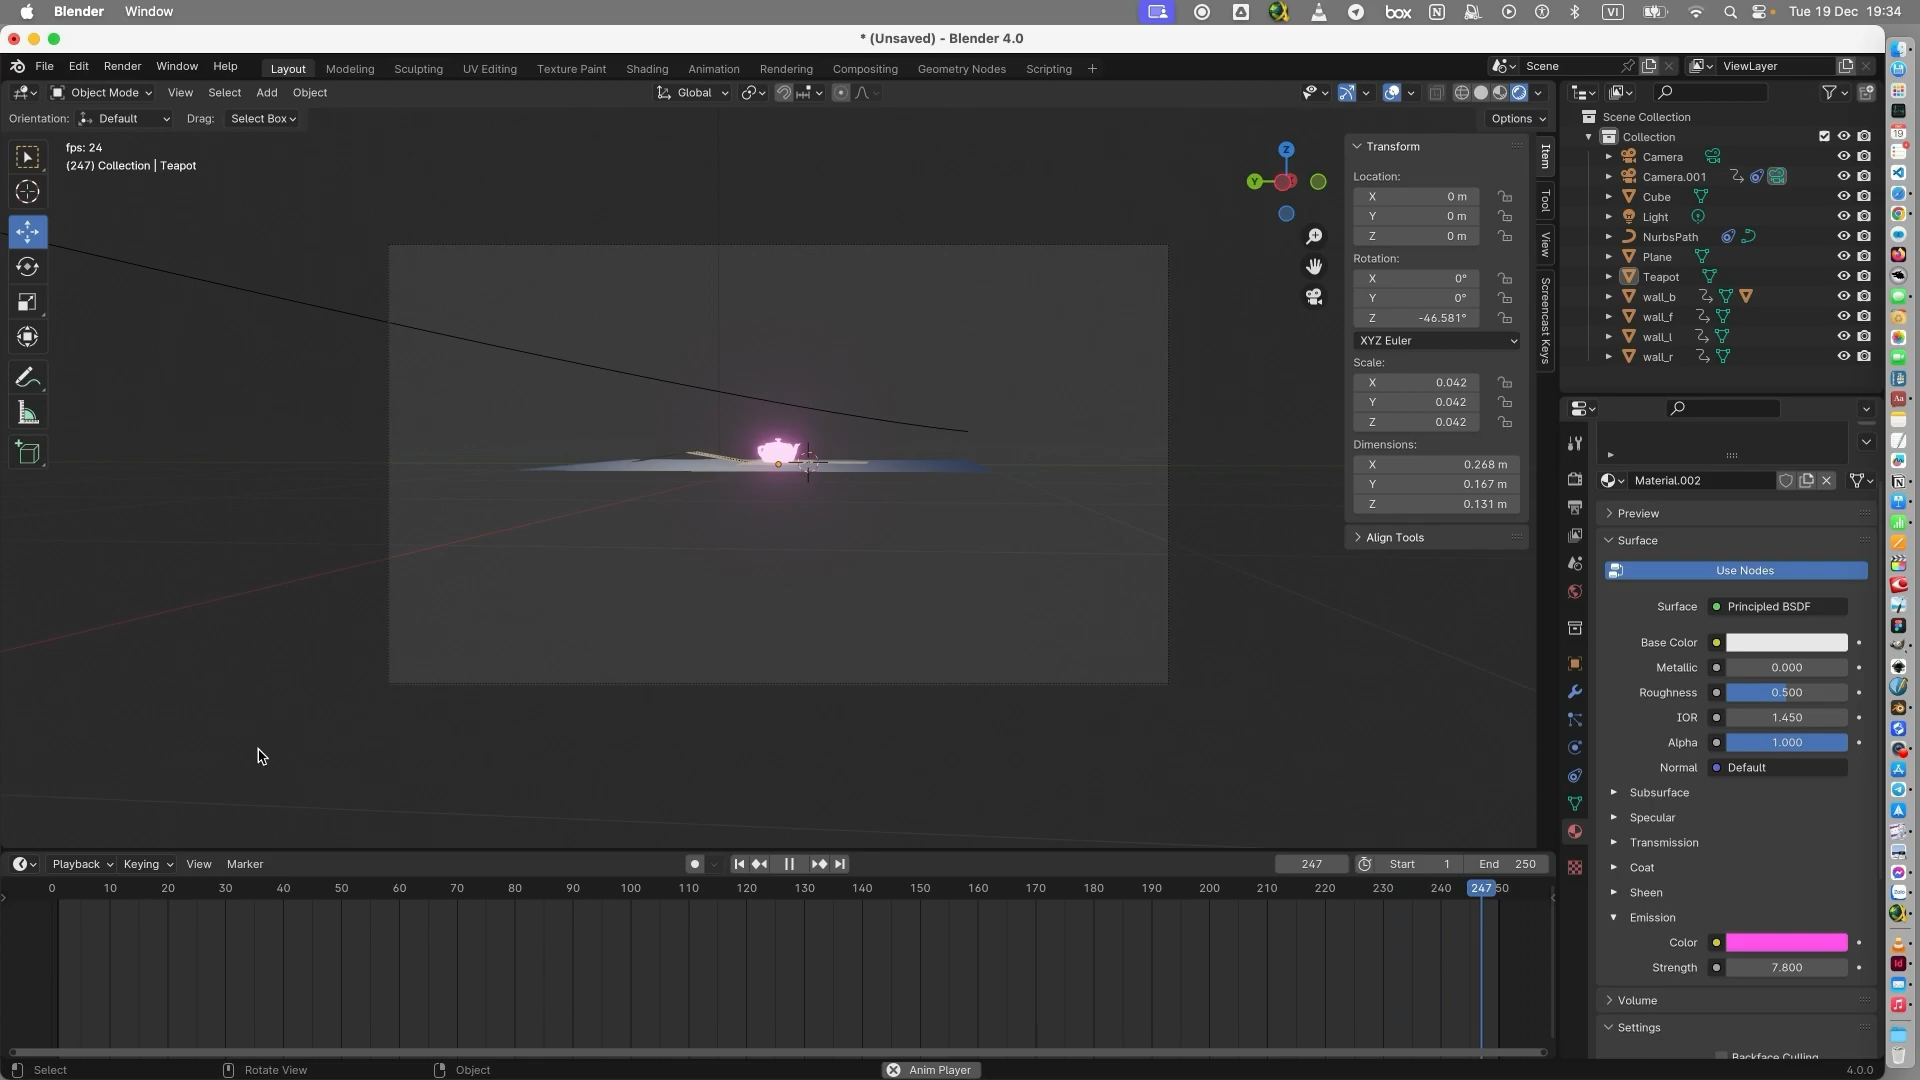 Blender Window
box VI Tue 19 Dec 19:34
* (Unsaved) - Blender 4.0
File Edit Render Window Help Layout Modeling Sculpting UV Editing Texture Paint Shading Animation Rendering Compositing Geometry Nodes Scripting + Scene ViewLayer
Object Mode View Select Add Object Global
Orientation: Default Drag: Select Box Options
fps: 24
(247) Collection | Teapot
Z
Y
Transform
Location:
X 0 m
Y 0 m
Z 0 m
Rotation:
X 0°
Y 0°
Z -46.581°
XYZ Euler
Scale:
X 0.042
Y 0.042
Z 0.042
Dimensions:
X 0.268 m
Y 0.167 m
Z 0.131 m
Align Tools
Item
Tool
View
Screencast Keys
Scene Collection
Collection
Camera
Camera.001
Cube
Light
NurbsPath
Plane
Teapot
wall_b
wall_f
wall_l
wall_r
Material.002
Preview
Surface
Use Nodes
Surface Principled BSDF
Base Color
Metallic 0.000
Roughness 0.500
IOR 1.450
Alpha 1.000
Normal Default
Subsurface
Specular
Transmission
Coat
Sheen
Emission
Color
Strength 7.800
Volume
Settings
Backface Culling
Playback Keying View Marker 247 Start 1 End 250
0 10 20 30 40 50 60 70 80 90 100 110 120 130 140 150 160 170 180 190 200 210 220 230 240 247 50
Select Rotate View Object Anim Player 4.0.0